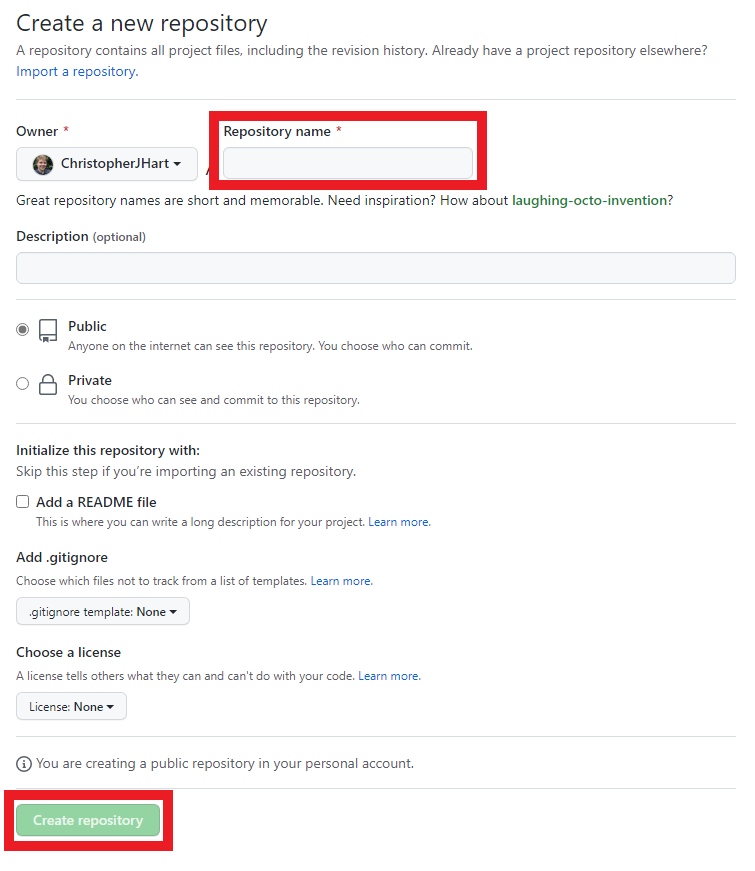 Create a new repository
A repository contains all project files, including the revision history. Already have a project repository elsewhere?
Import a repository.
Owner *
Repository name *
ChristopherJHart
/
Great repository names are short and memorable. Need inspiration? How about laughing-octo-invention?
Description (optional)
Public
Anyone on the internet can see this repository. You choose who can commit.
Private
You choose who can see and commit to this repository.
Initialize this repository with:
Skip this step if you’re importing an existing repository.
Add a README file
This is where you can write a long description for your project. Learn more.
Add .gitignore
Choose which files not to track from a list of templates. Learn more.
.gitignore template: None
Choose a license
A license tells others what they can and can't do with your code. Learn more.
License: None
You are creating a public repository in your personal account.
Create repository